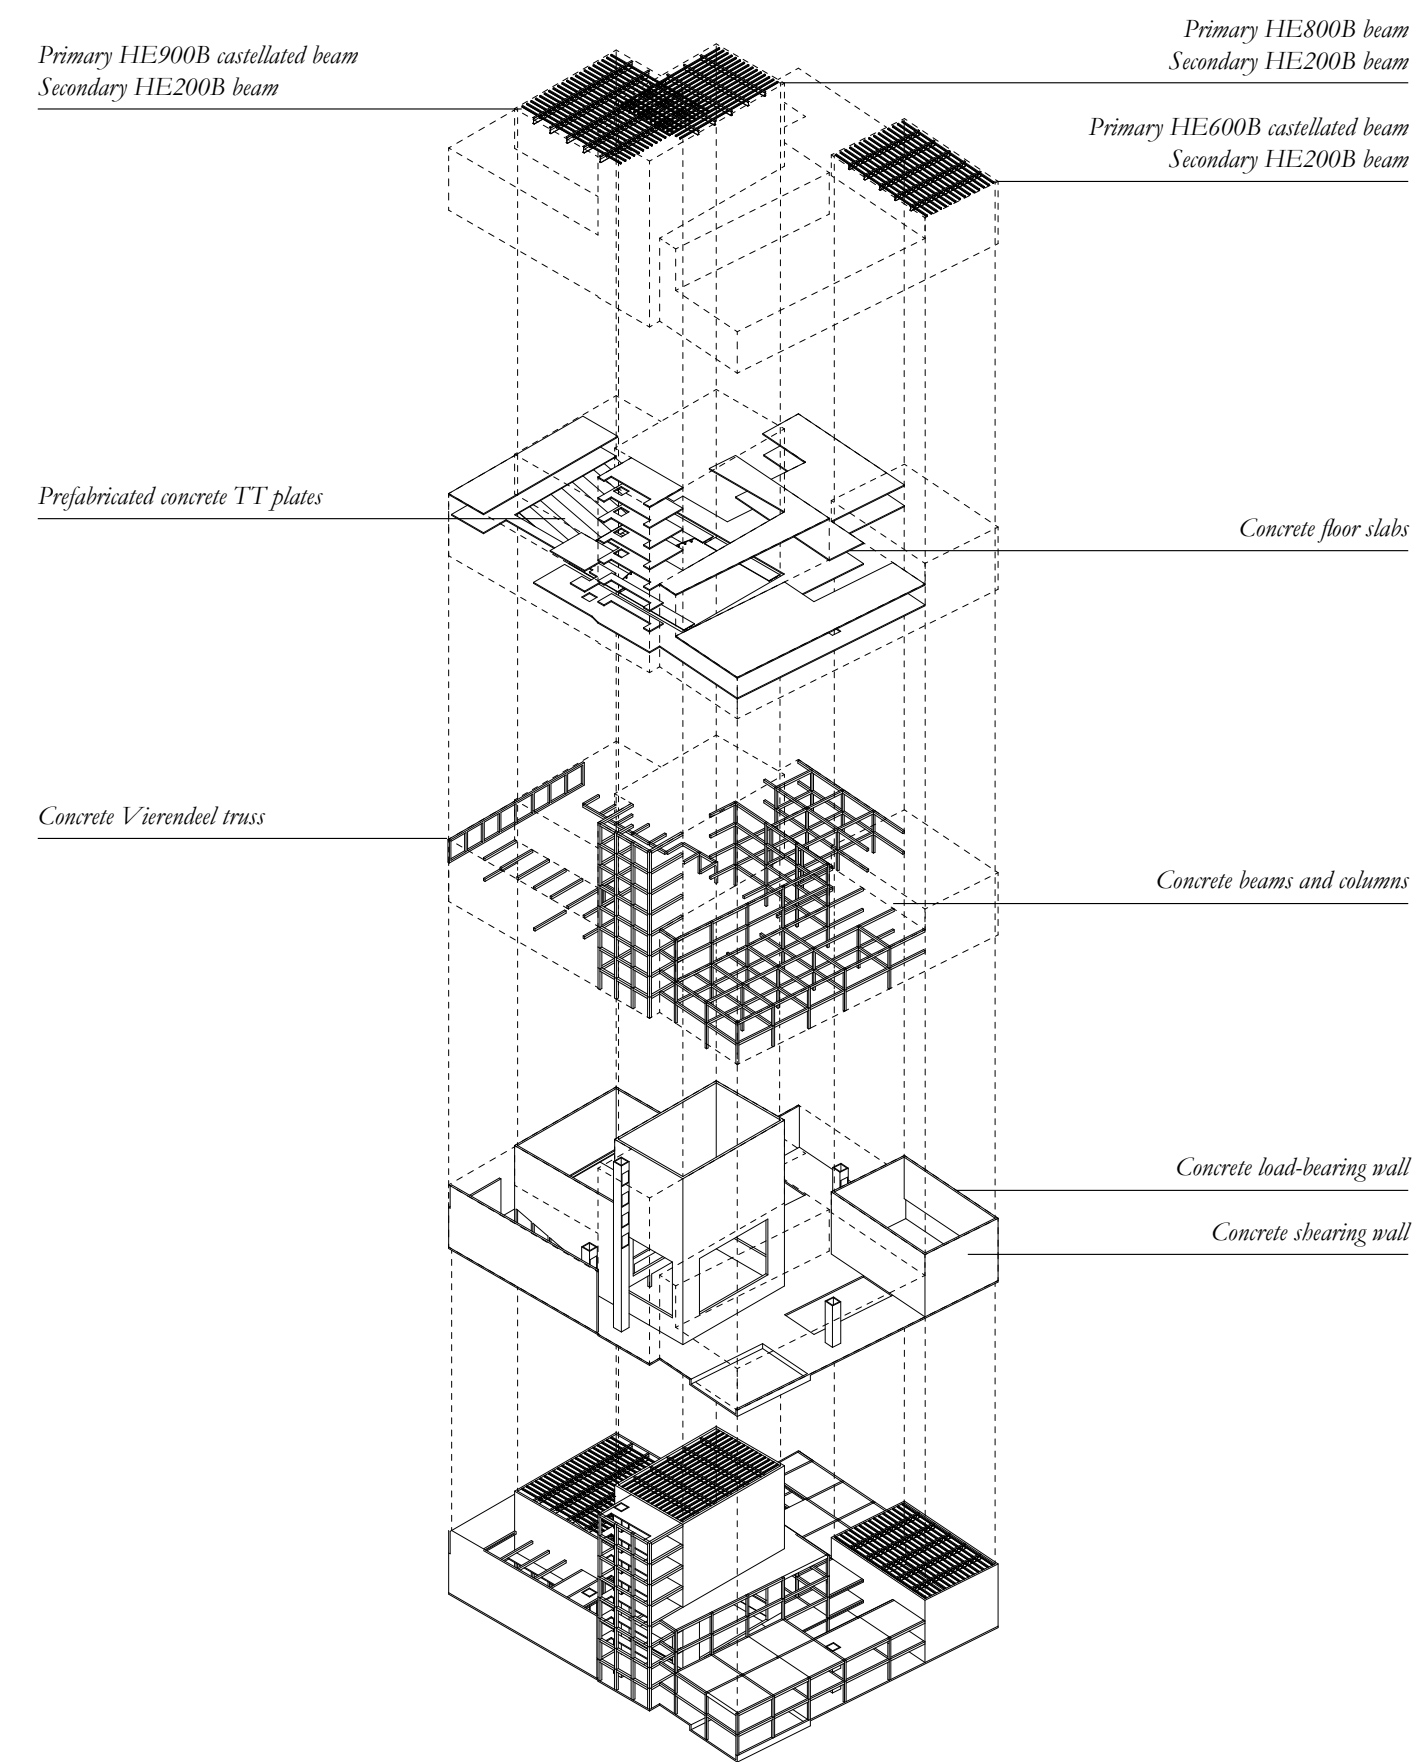 Primary HE900B castellated beam
Secondary HE200B beam
Primary HE800B beam
Secondary HE200B beam
Primary HE600B castellated beam
Secondary HE200B beam
Prefabricated concrete TT plates
Concrete floor slabs
Concrete Vierendeel truss
Concrete beams and columns
Concrete load-bearing wall
Concrete shearing wall